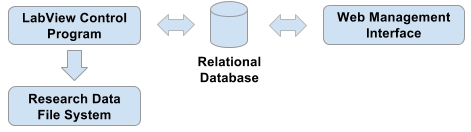 LabView Control
Program
Web Management
Interface
Relational
Database
Research Data
File System